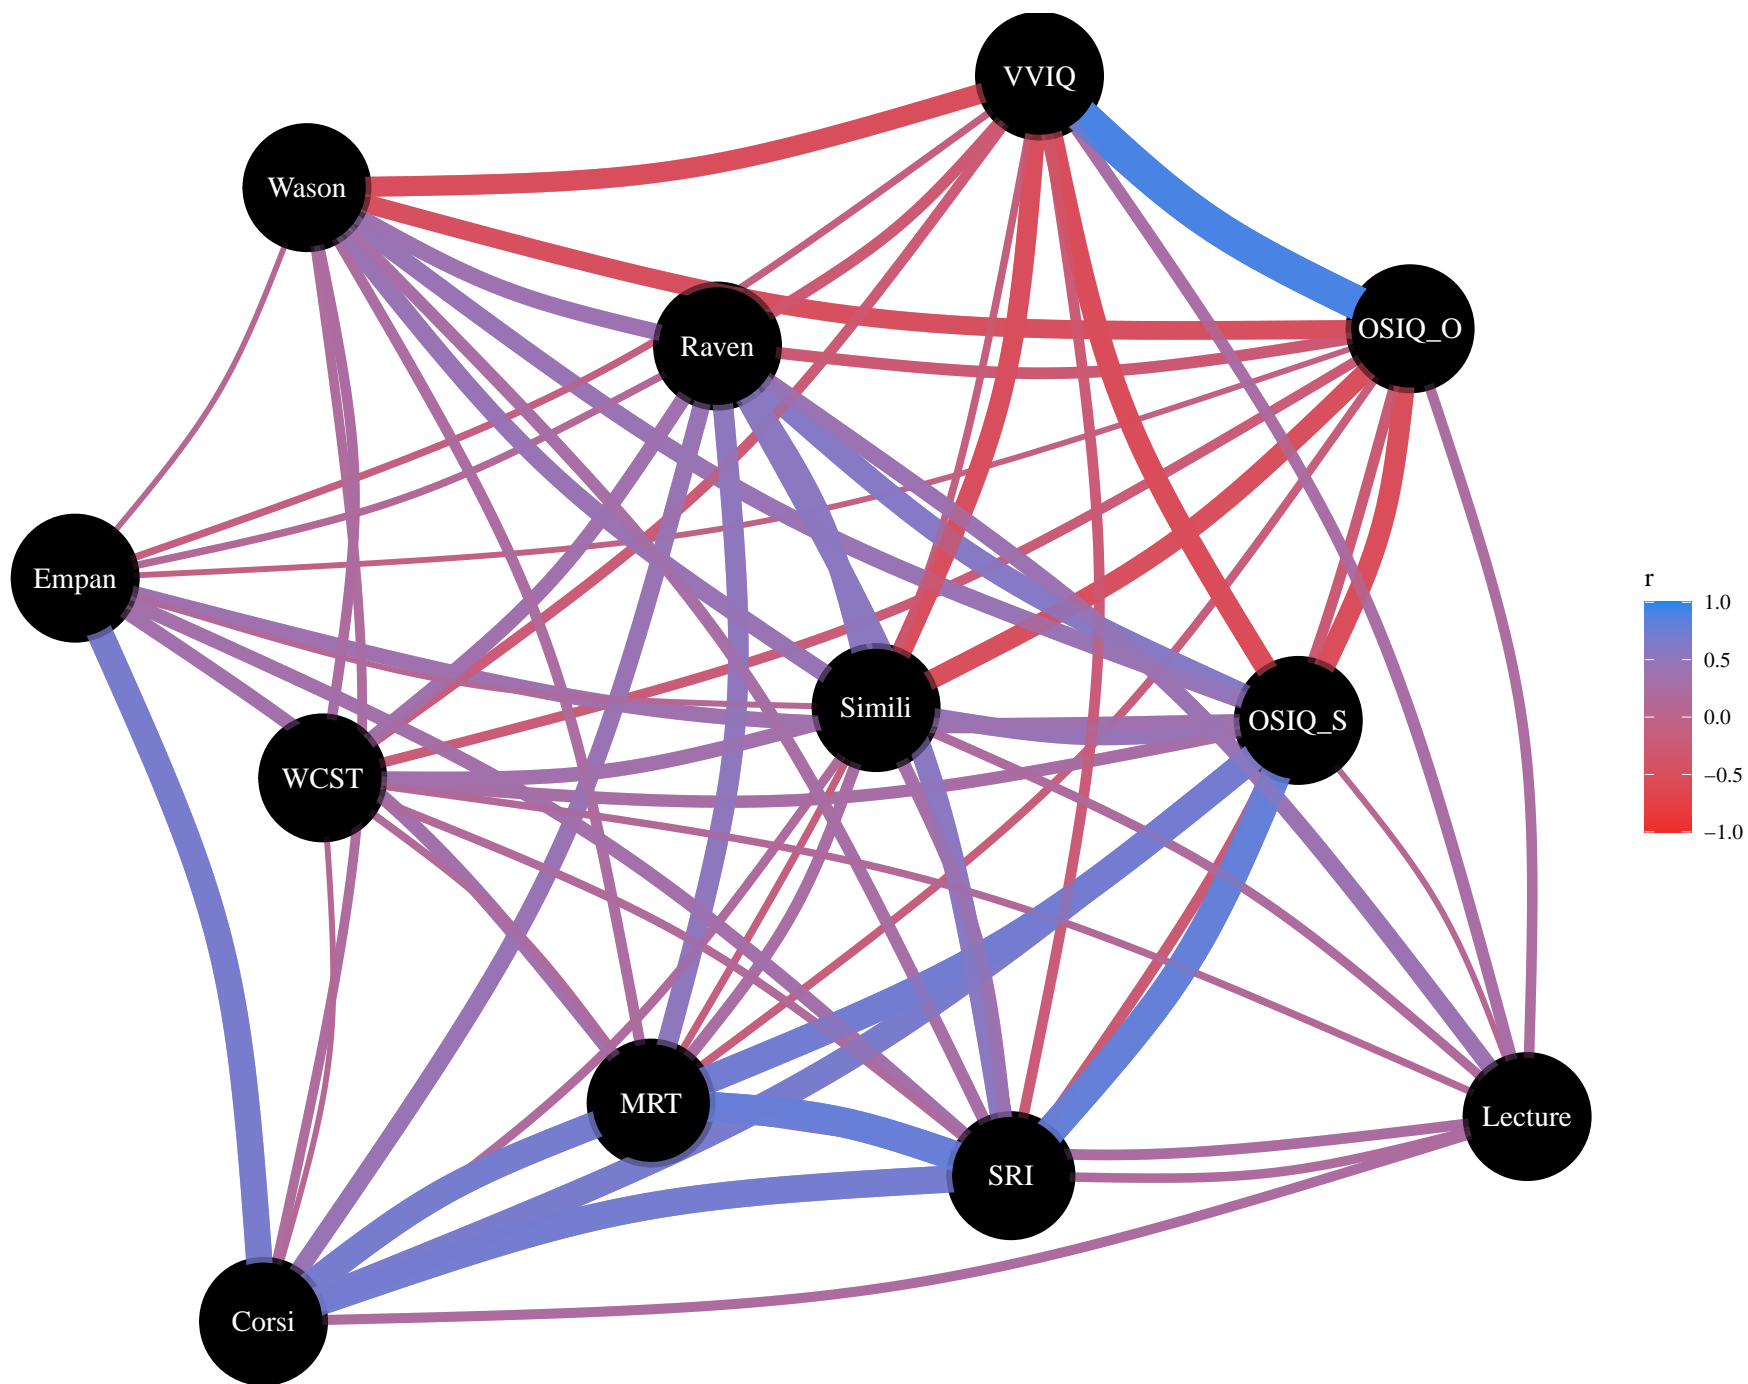 VVIQ
Wason
OSIQ_O
Raven
Empan
r
1.0
0.5
0.0
−0.5
−1.0
Simili
OSIQ_S
WCST
MRT
Lecture
SRI
Corsi